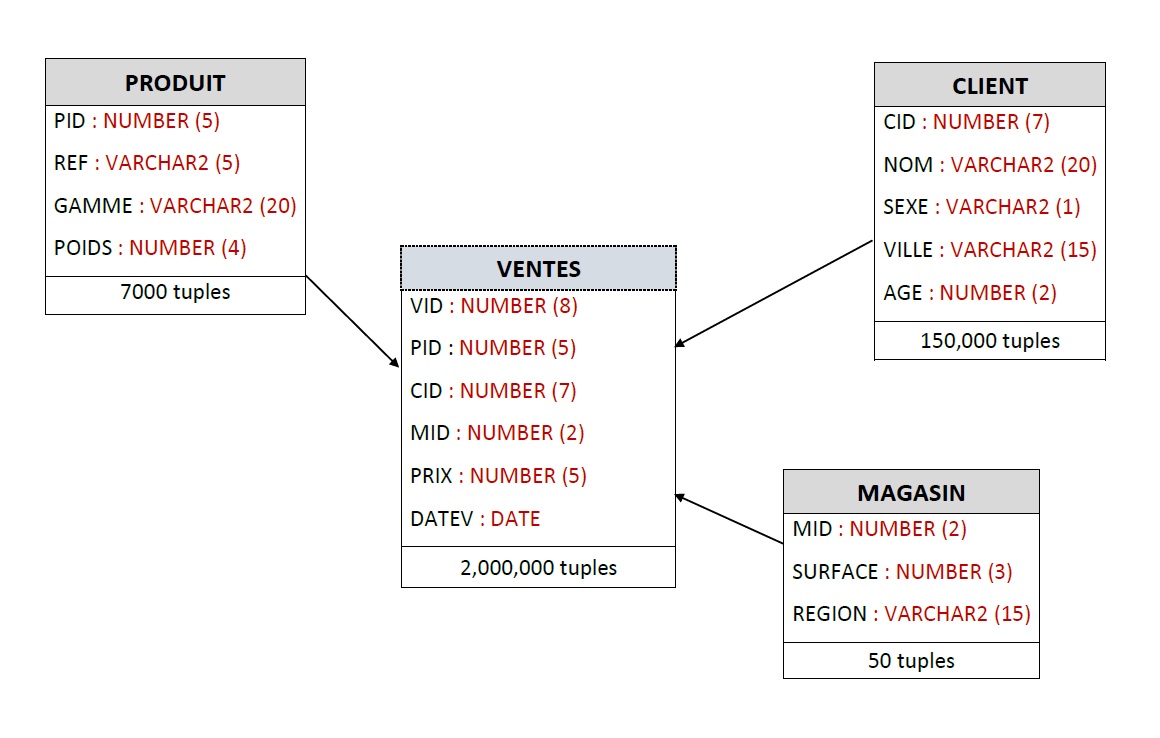 PRODUIT
PID : NUMBER (5)
REF : VARCHAR2 (5)
GAMME : VARCHAR2 (20)
POIDS : NUMBER (4)
7000 tuples
CLIENT
CID : NUMBER (7)
NOM : VARCHAR2 (20)
SEXE : VARCHAR2 (1)
VILLE : VARCHAR2 (15)
AGE : NUMBER (2)
150,000 tuples
VENTES
VID : NUMBER (8)
PID : NUMBER (5)
CID : NUMBER (7)
MID : NUMBER (2)
PRIX : NUMBER (5)
DATEV : DATE
2,000,000 tuples
MAGASIN
MID : NUMBER (2)
SURFACE : NUMBER (3)
REGION : VARCHAR2 (15)
50 tuples